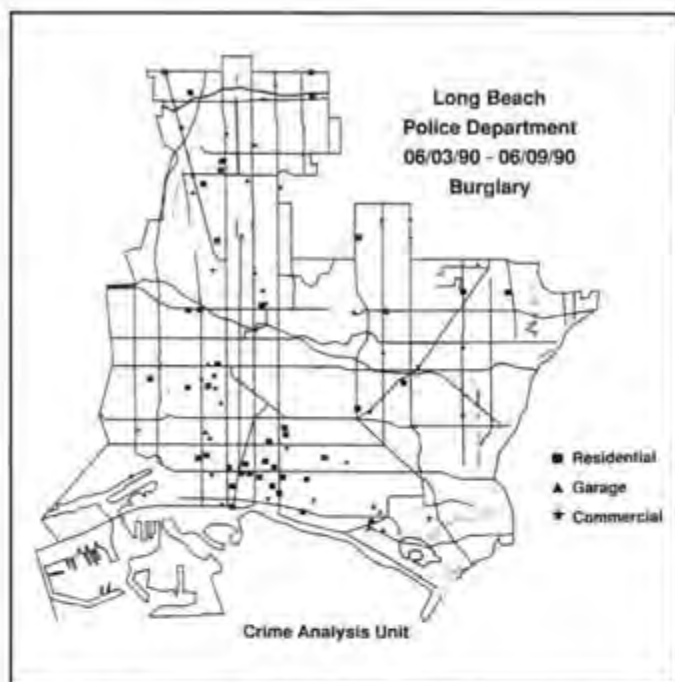 Long Beach
Police Department
06/03/90 - 06/09/90
Burglary
Residential
Garage
Commercial
Crime Analysis Unit